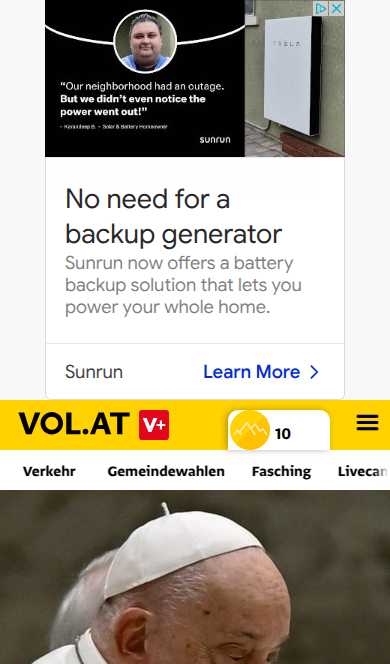 TESLA
“Our neighborhood had an outage.
But we didn’t even notice the
power went out!”
- Karandeep B. - Solar & Battery Homeowner
sunrun
No need for a
backup generator
Sunrun now offers a battery
backup solution that lets you
power your whole home.
Sunrun
Learn More
VOL.AT V+
10
Verkehr Gemeindewahlen Fasching Livecan